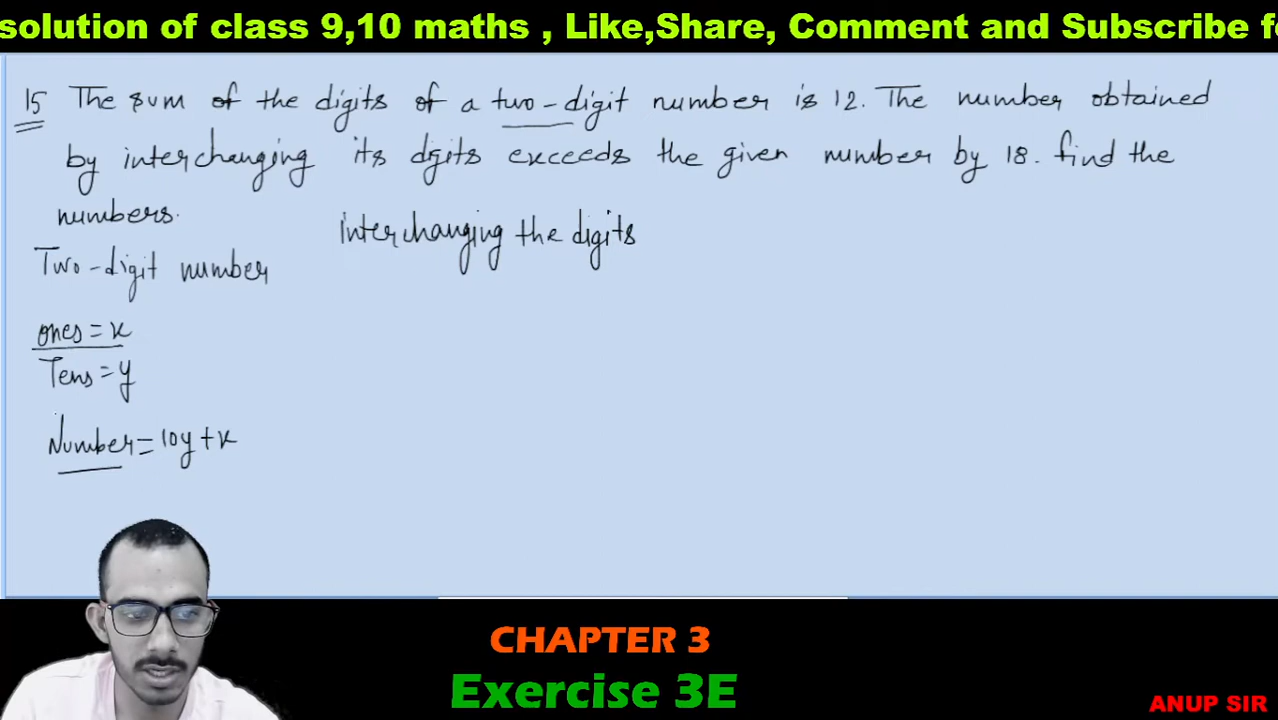 solution of class 9,10 maths , Like,Share, Comment and Subscribe f
15 The sum of the digits of a two-digit number is 12. The number obtained
by interchanging its digits exceeds the given number by 18. find the
numbers.
Interchanging the digits
Two-digit number
ones = x
Tens = y
Number = 10y + x
CHAPTER 3
Exercise 3E
ANUP SIR